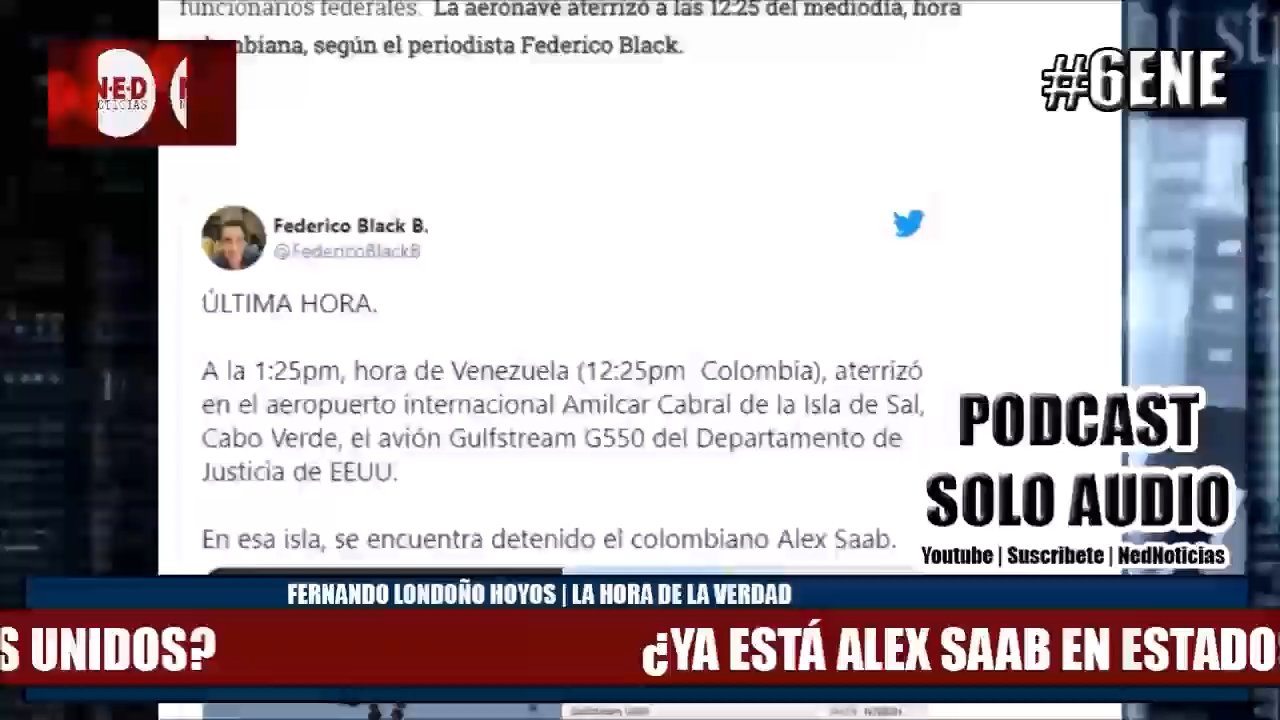 funcionarios federales. La aeronave aterrizó a las 12:25 del mediodía, hora
colombiana, según el periodista Federico Black.
N·E·D
NOTICIAS
#6ENE
Federico Black B.
@FedericoBlackB
ÚLTIMA HORA.
A la 1:25pm, hora de Venezuela (12:25pm Colombia), aterrizó
en el aeropuerto internacional Amilcar Cabral de la Isla de Sal,
Cabo Verde, el avión Gulfstream G550 del Departamento de
Justicia de EEUU.
En esa isla, se encuentra detenido el colombiano Alex Saab.
PODCAST
SOLO AUDIO
Youtube | Suscribete | NedNoticias
FERNANDO LONDOÑO HOYOS | LA HORA DE LA VERDAD
S UNIDOS? ¿YA ESTÁ ALEX SAAB EN ESTADO